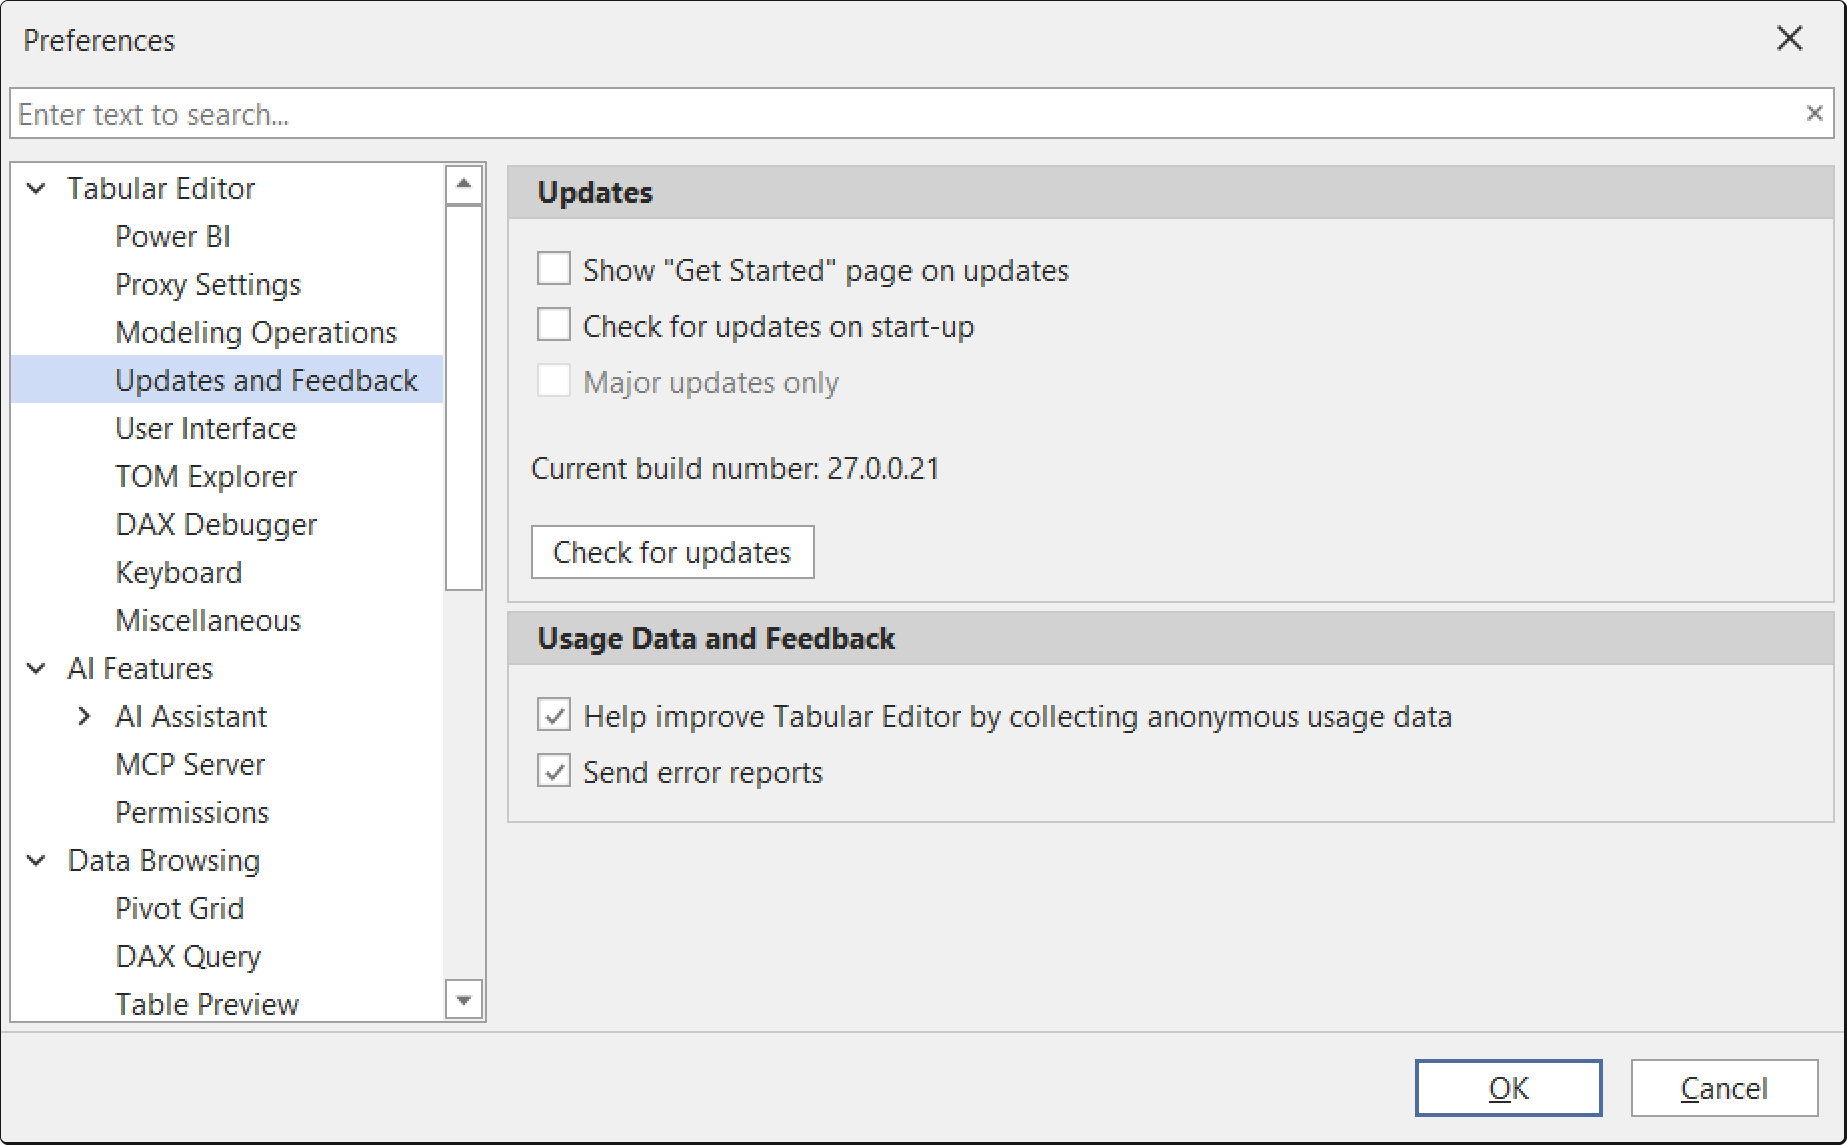 Preferences
Enter text to search...
Tabular Editor
Power BI
Proxy Settings
Modeling Operations
Updates and Feedback
User Interface
TOM Explorer
DAX Debugger
Keyboard
Miscellaneous
AI Features
AI Assistant
MCP Server
Permissions
Data Browsing
Pivot Grid
DAX Query
Table Preview
Updates
Show "Get Started" page on updates
Check for updates on start-up
Major updates only
Current build number: 27.0.0.21
Check for updates
Usage Data and Feedback
Help improve Tabular Editor by collecting anonymous usage data
Send error reports
OK
Cancel